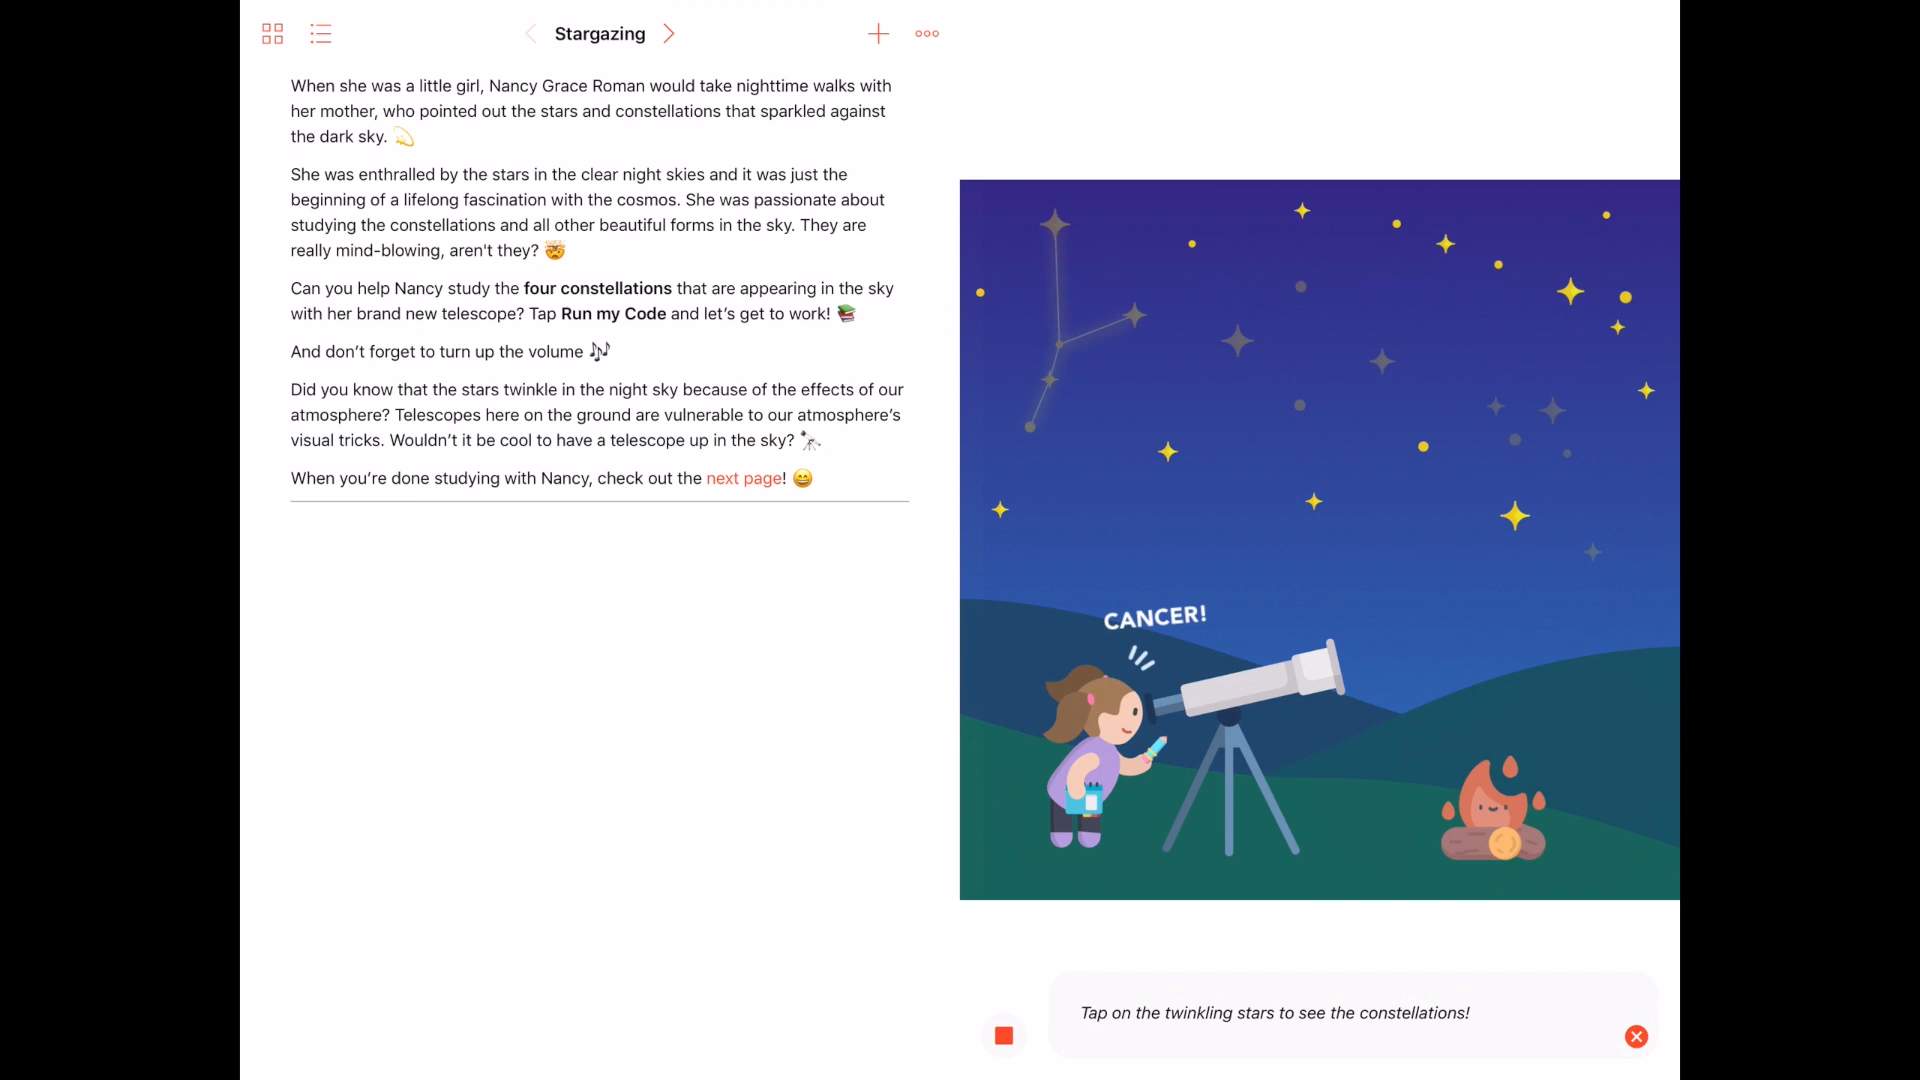 Stargazing
When she was a little girl, Nancy Grace Roman would take nighttime walks with
her mother, who pointed out the stars and constellations that sparkled against
the dark sky. 💫
She was enthralled by the stars in the clear night skies and it was just the
beginning of a lifelong fascination with the cosmos. She was passionate about
studying the constellations and all other beautiful forms in the sky. They are
really mind-blowing, aren't they? 🤯
Can you help Nancy study the four constellations that are appearing in the sky
with her brand new telescope? Tap Run my Code and let’s get to work! 📚
And don’t forget to turn up the volume 🎶
Did you know that the stars twinkle in the night sky because of the effects of our
atmosphere? Telescopes here on the ground are vulnerable to our atmosphere’s
visual tricks. Wouldn’t it be cool to have a telescope up in the sky? 🔭
When you’re done studying with Nancy, check out the next page! 😄
CANCER!
Tap on the twinkling stars to see the constellations!